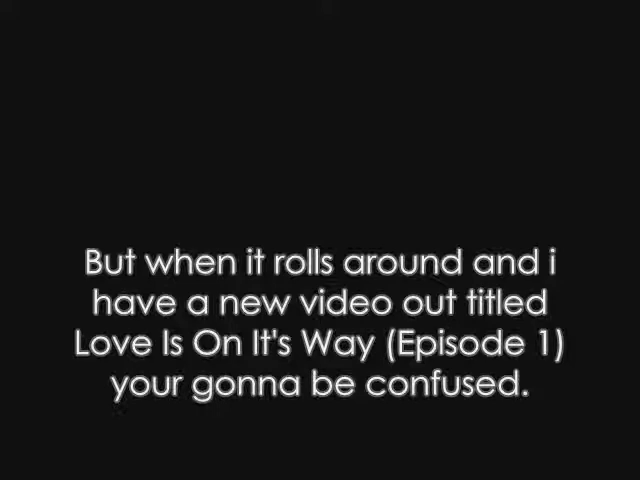 But when it rolls around and i
have a new video out titled
Love Is On It's Way (Episode 1)
your gonna be confused.